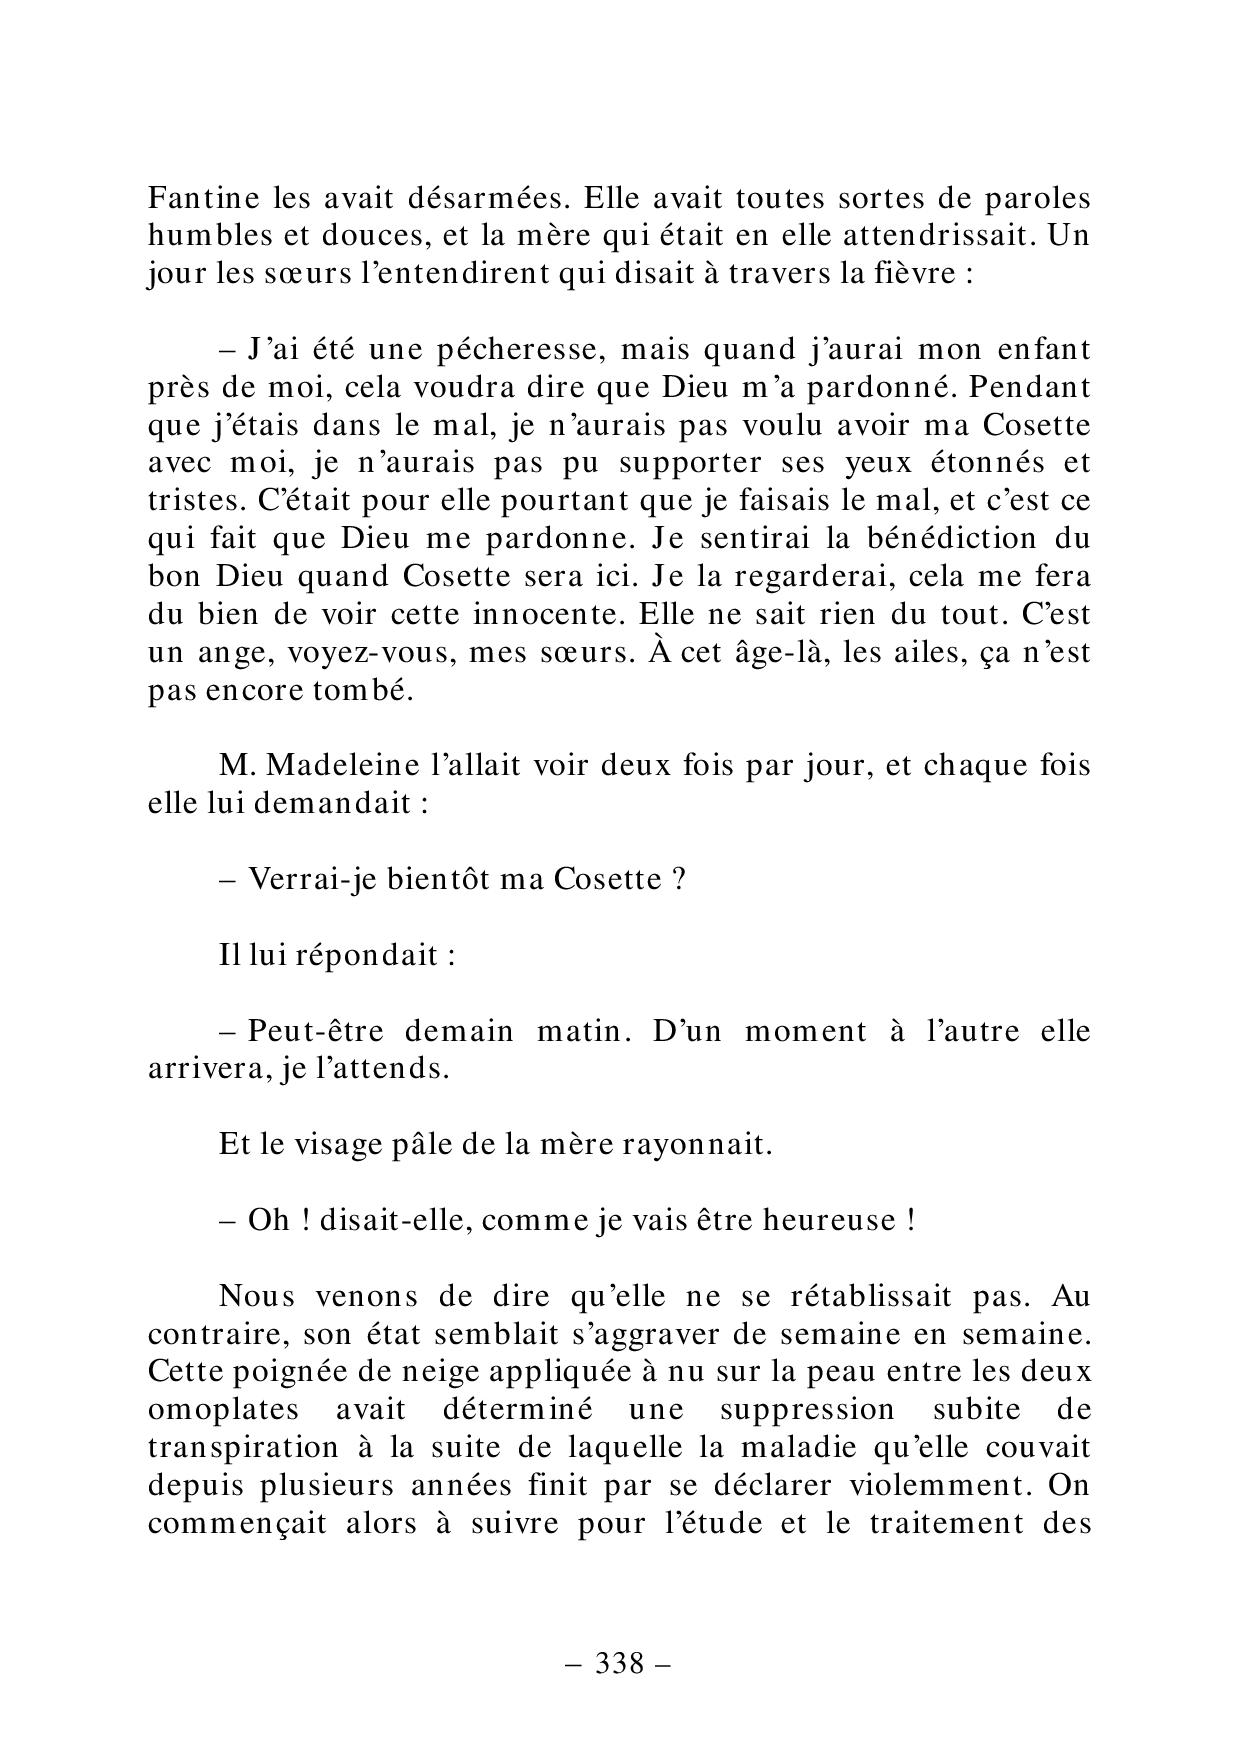 Fantine les avait désarmées. Elle avait toutes sortes de paroles
humbles et douces, et la mère qui était en elle attendrissait. Un
jour les sœurs l’entendirent qui disait à travers la fièvre :
– J’ai été une pécheresse, mais quand j’aurai mon enfant
près de moi, cela voudra dire que Dieu m’a pardonné. Pendant
que j’étais dans le mal, je n’aurais pas voulu avoir ma Cosette
avec moi, je n’aurais pas pu supporter ses yeux étonnés et
tristes. C’était pour elle pourtant que je faisais le mal, et c’est ce
qui fait que Dieu me pardonne. Je sentirai la bénédiction du
bon Dieu quand Cosette sera ici. Je la regarderai, cela me fera
du bien de voir cette innocente. Elle ne sait rien du tout. C’est
un ange, voyez-vous, mes sœurs. À cet âge-là, les ailes, ça n’est
pas encore tombé.
M. Madeleine l’allait voir deux fois par jour, et chaque fois
elle lui demandait :
– Verrai-je bientôt ma Cosette ?
Il lui répondait :
– Peut-être demain matin. D’un moment à l’autre elle
arrivera, je l’attends.
Et le visage pâle de la mère rayonnait.
– Oh ! disait-elle, comme je vais être heureuse !
Nous venons de dire qu’elle ne se rétablissait pas. Au
contraire, son état semblait s’aggraver de semaine en semaine.
Cette poignée de neige appliquée à nu sur la peau entre les deux
omoplates avait déterminé une suppression subite de
transpiration à la suite de laquelle la maladie qu’elle couvait
depuis plusieurs années finit par se déclarer violemment. On
commençait alors à suivre pour l’étude et le traitement des
– 338 –